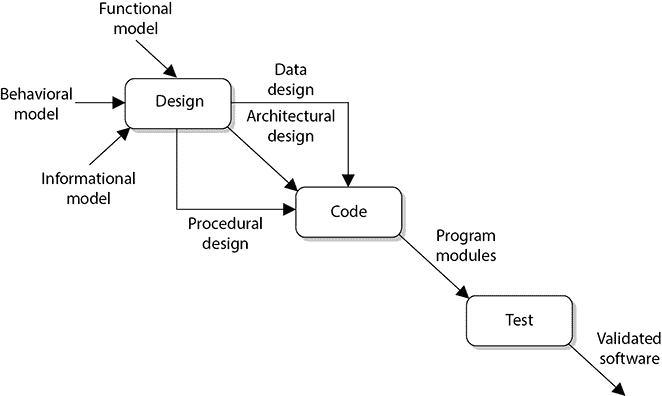 Functional
model
Behavioral
model
Design
Data
design
Architectural
design
Informational
model
Procedural
design
Code
Program
modules
Test
Validated
software